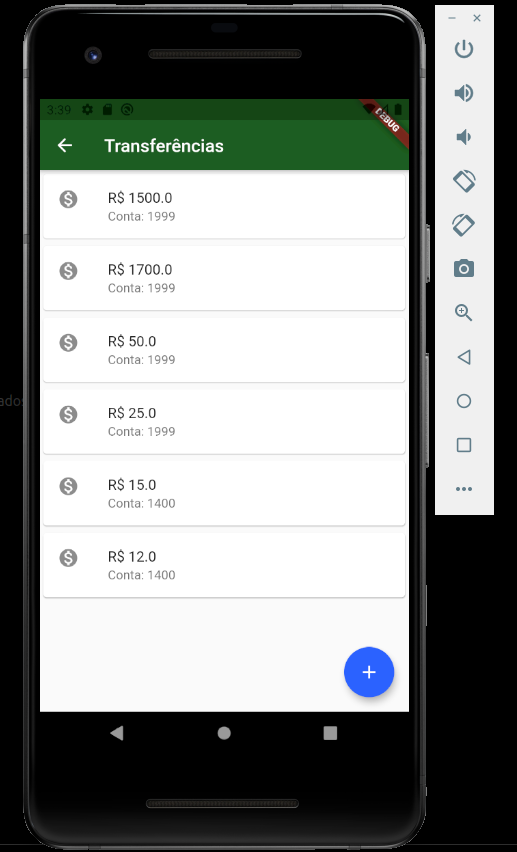 3:39
DEBUG
Transferências
R$ 1500.0
Conta: 1999
R$ 1700.0
Conta: 1999
R$ 50.0
Conta: 1999
R$ 25.0
Conta: 1999
R$ 15.0
Conta: 1400
R$ 12.0
Conta: 1400
ados